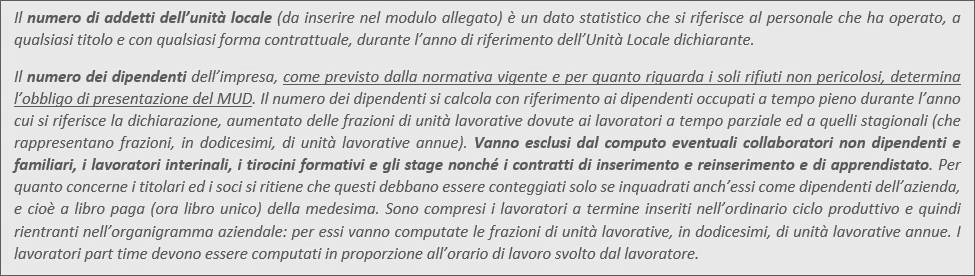 Il numero di addetti dell'unità locale (da inserire nel modulo allegato) è un dato statistico che si riferisce al personale che ha operato, a
qualsiasi titolo e con qualsiasi forma contrattuale, durante l'anno di riferimento dell'Unità Locale dichiarante.
Il numero dei dipendenti dell'impresa, come previsto dalla normativa vigente e per quanto riguarda i soli rifiuti non pericolosi, determina
l'obbligo di presentazione del MUD. Il numero dei dipendenti si calcola con riferimento ai dipendenti occupati a tempo pieno durante l'anno
cui si riferisce la dichiarazione, aumentato delle frazioni di unità lavorative dovute ai lavoratori a tempo parziale ed a quelli stagionali (che
rappresentano frazioni, in dodicesimi, di unità lavorative annue). Vanno esclusi dal computo eventuali collaboratori non dipendenti e
familiari, i lavoratori interinali, i tirocini formativi e gli stage nonché i contratti di inserimento e reinserimento e di apprendistato. Per
quanto concerne i titolari ed i soci si ritiene che questi debbano essere conteggiati solo se inquadrati anch'essi come dipendenti dell'azienda,
e cioè a libro paga (ora libro unico) della medesima. Sono compresi i lavoratori a termine inseriti nell'ordinario ciclo produttivo e quindi
rientranti nell'organigramma aziendale: per essi vanno computate le frazioni di unità lavorative, in dodicesimi, di unità lavorative annue. I
lavoratori part time devono essere computati in proporzione all'orario di lavoro svolto dal lavoratore.